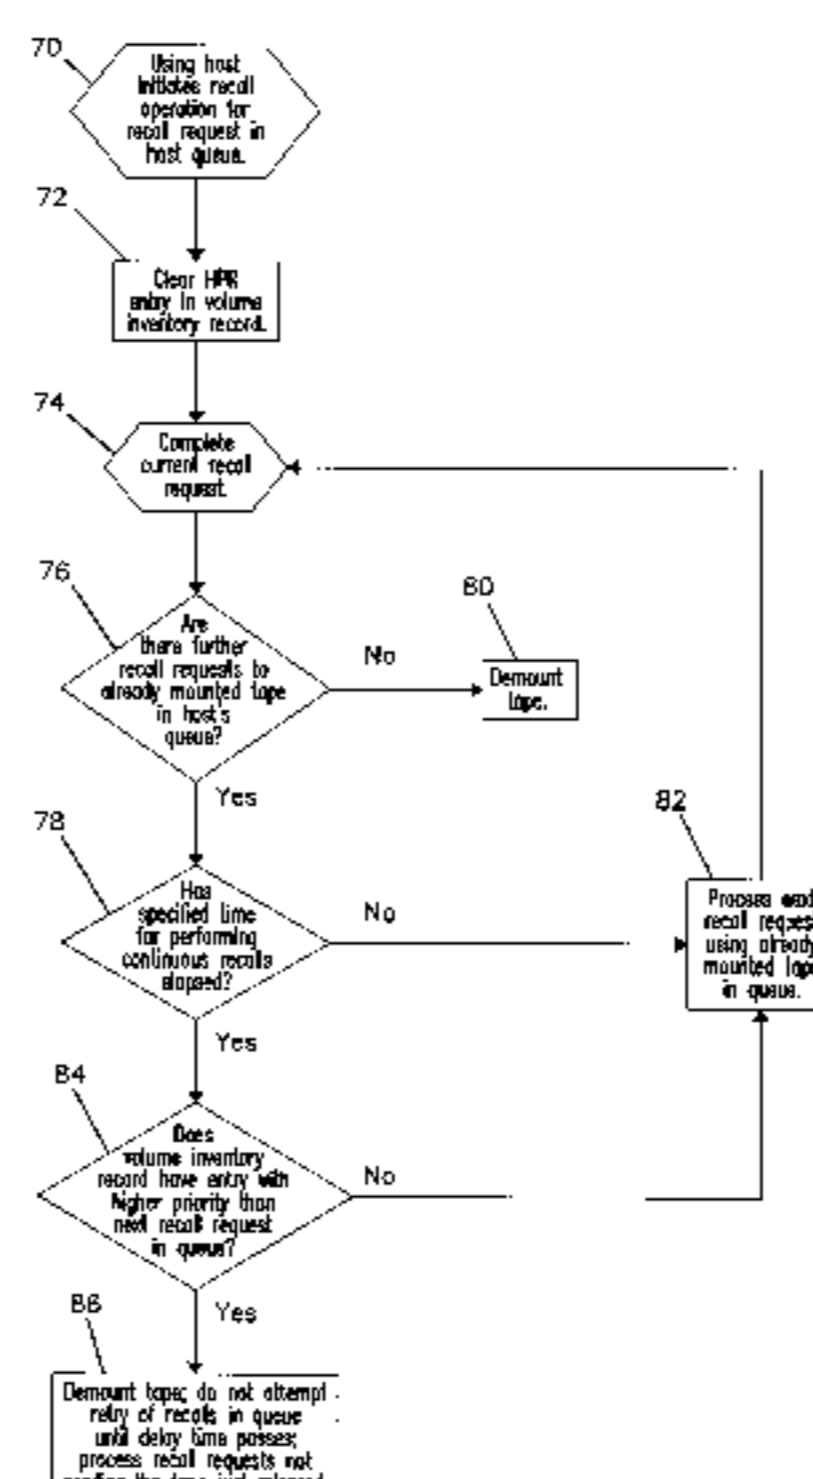 70
Using host
initiates recall
operation for
recall request in
host queue.
72
Clear HPR
entry in volume
inventory record.
74
Complete
current recall
request.
76
Are
there further
recall requests to
already mounted tape
in host's
queue?
No
80
Demount
tape.
Yes
78
Has
specified time
for performing
continuous recalls
elapsed?
No
82
Process next
recall request
using already
mounted tape
in queue.
Yes
84
Does
volume inventory
record have entry with
higher priority than
next recall request
in queue?
No
Yes
86
Demount tape; do not attempt
retry of recalls in queue
until delay time passes;
process recall requests not